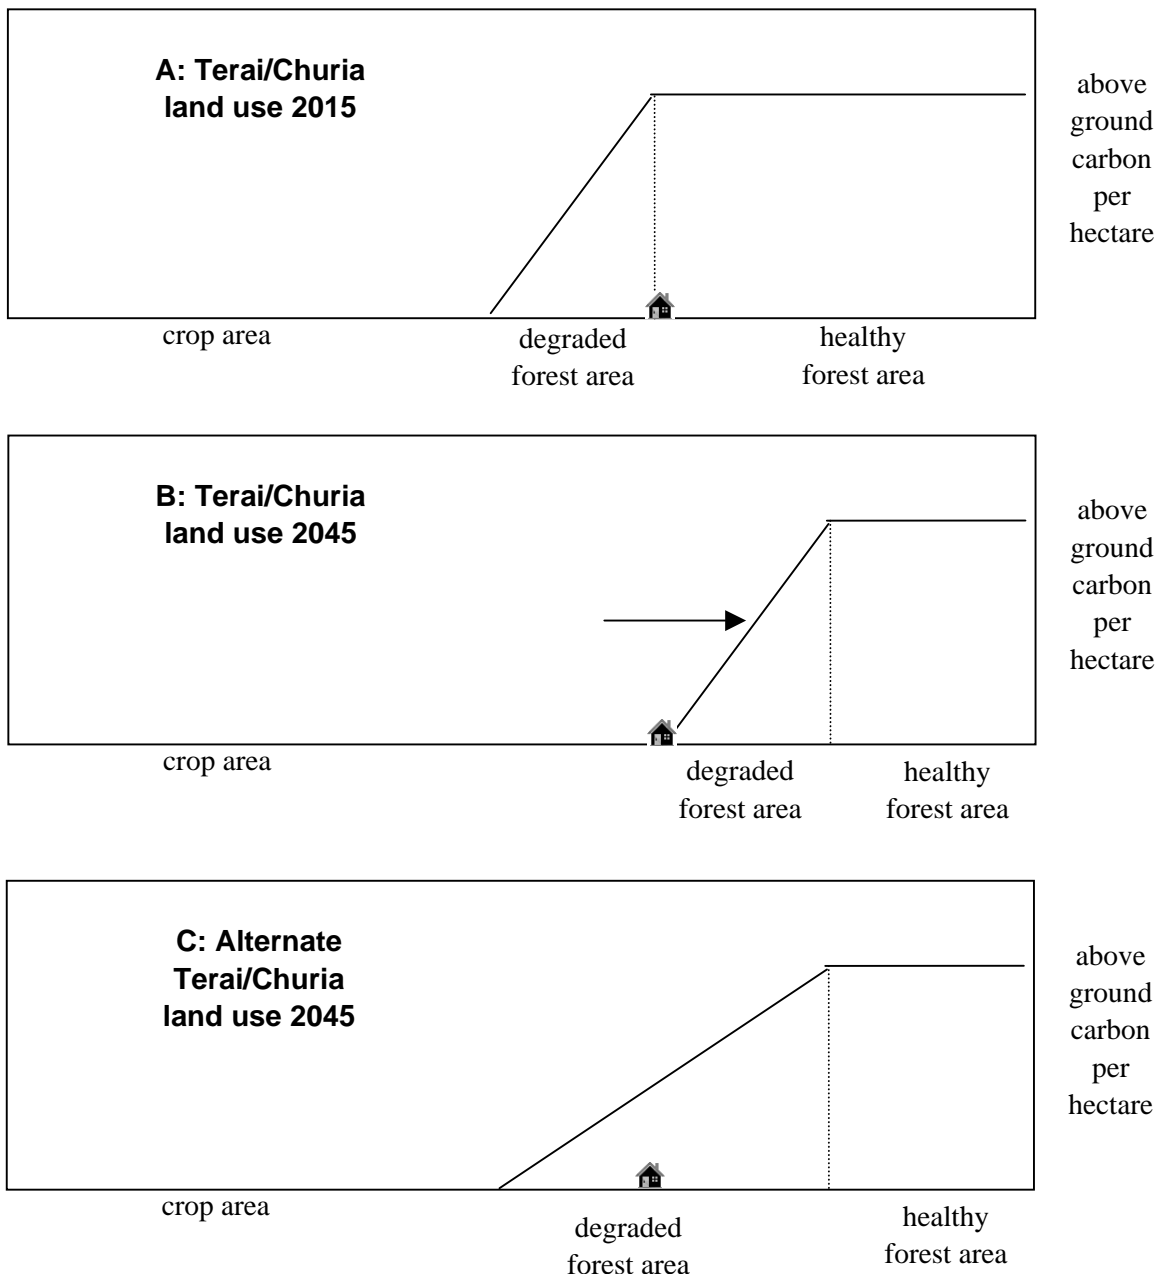 A: Terai/Churia
land use 2015
above
ground
carbon
per
hectare
crop area
degraded
forest area
healthy
forest area
B: Terai/Churia
land use 2045
above
ground
carbon
per
hectare
crop area
degraded
forest area
healthy
forest area
C: Alternate
Terai/Churia
land use 2045
above
ground
carbon
per
hectare
crop area
degraded
forest area
healthy
forest area